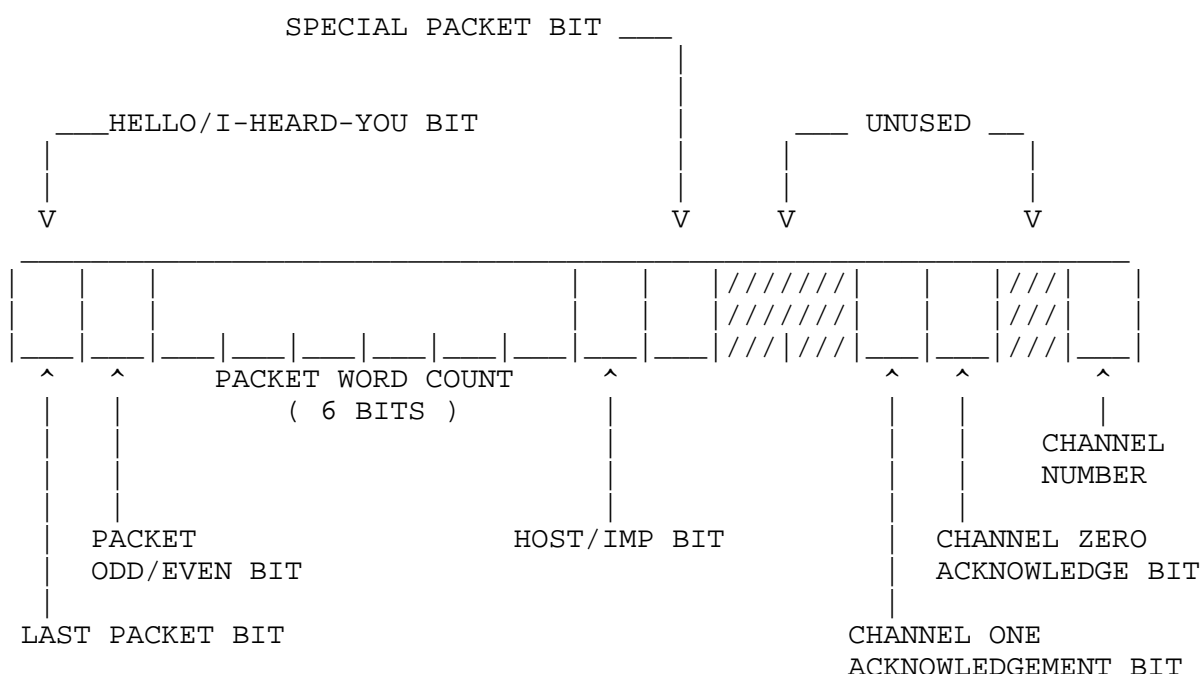 SPECIAL PACKET BIT
HELLO/I-HEARD-YOU BIT
UNUSED
PACKET WORD COUNT
( 6 BITS )
CHANNEL
NUMBER
PACKET
ODD/EVEN BIT
HOST/IMP BIT
CHANNEL ZERO
ACKNOWLEDGE BIT
LAST PACKET BIT
CHANNEL ONE
ACKNOWLEDGEMENT BIT